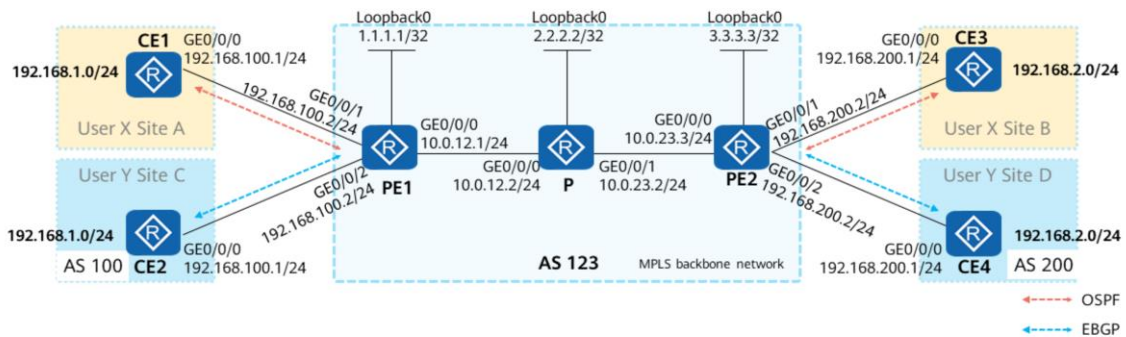 Loopback0
1.1.1.1/32
Loopback0
2.2.2.2/32
Loopback0
3.3.3.3/32
CE1
GE0/0/0
192.168.100.1/24
192.168.1.0/24
User X Site A
GE0/0/1
192.168.100.2/24
User Y Site C
192.168.1.0/24
AS 100
CE2
GE0/0/0
192.168.100.1/24
GE0/0/2
192.168.100.2/24
PE1
GE0/0/0
10.0.12.1/24
GE0/0/0
10.0.12.2/24
P
GE0/0/1
10.0.23.2/24
GE0/0/0
10.0.23.3/24
PE2
GE0/0/1
192.168.200.2/24
GE0/0/2
192.168.200.2/24
AS 123
MPLS backbone network
GE0/0/0
192.168.200.1/24
CE3
192.168.2.0/24
User X Site B
User Y Site D
192.168.2.0/24
GE0/0/0
192.168.200.1/24
CE4
AS 200
OSPF
EBGP
R
R
R
R